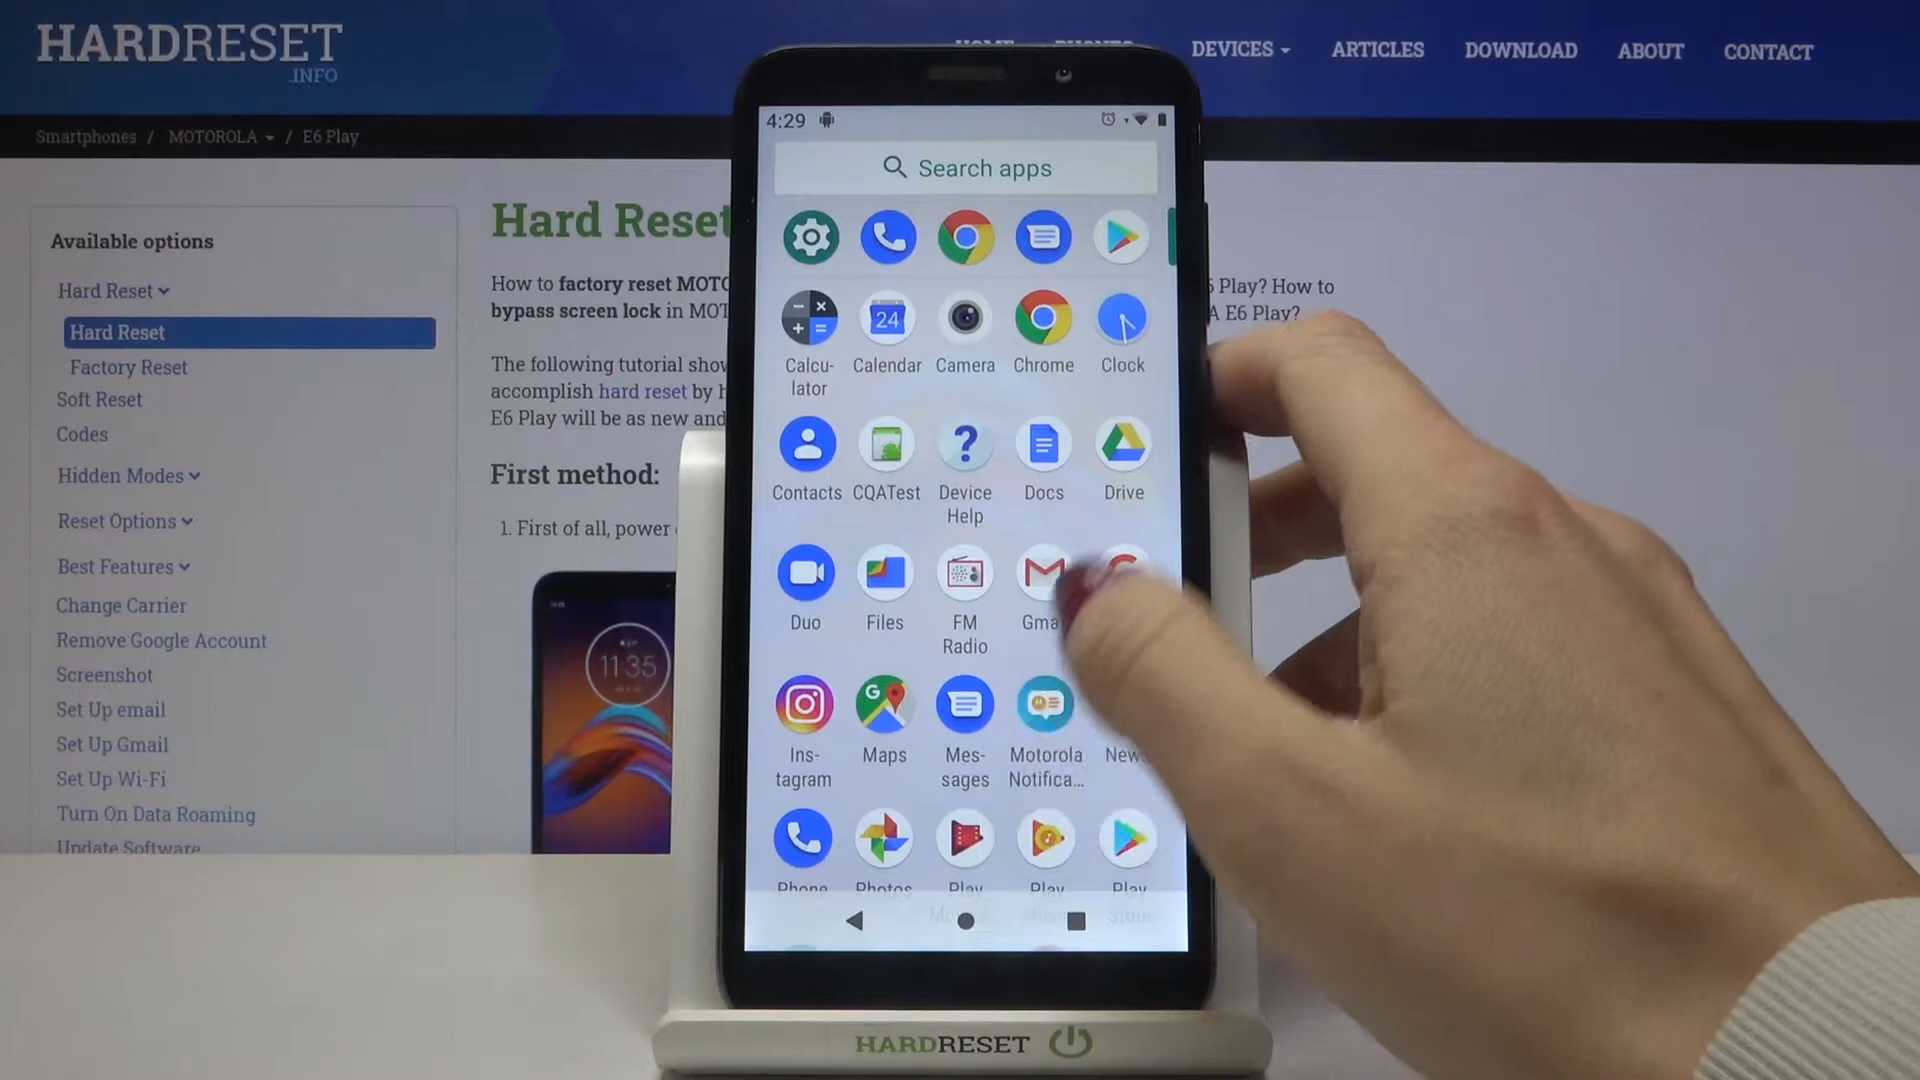 HARDRESET
.INFO
DEVICES
ARTICLES
DOWNLOAD
ABOUT
CONTACT
Smartphones / MOTOROLA / E6 Play
Available options
Hard Reset
Hard Reset
Factory Reset
Soft Reset
Codes
Hidden Modes
Reset Options
Best Features
Change Carrier
Remove Google Account
Screenshot
Set Up email
Set Up Gmail
Set Up Wi-Fi
Turn On Data Roaming
Update Software
Hard Reset
How to factory reset MOTO
bypass screen lock in MOT
Play? How to
E6 Play?
The following tutorial show
accomplish hard reset by h
E6 Play will be as new and
First method:
1. First of all, power
11:35
4:29
Search apps
24
Calcu-
lator
Calendar
Camera
Chrome
Clock
Contacts
CQATest
Device
Help
Docs
Drive
Duo
Files
FM
Radio
Gma
Ins-
tagram
Maps
Mes-
sages
Motorola
Notifica...
News
Phone
Photos
Play
Play
Play
Store
HARDRESET